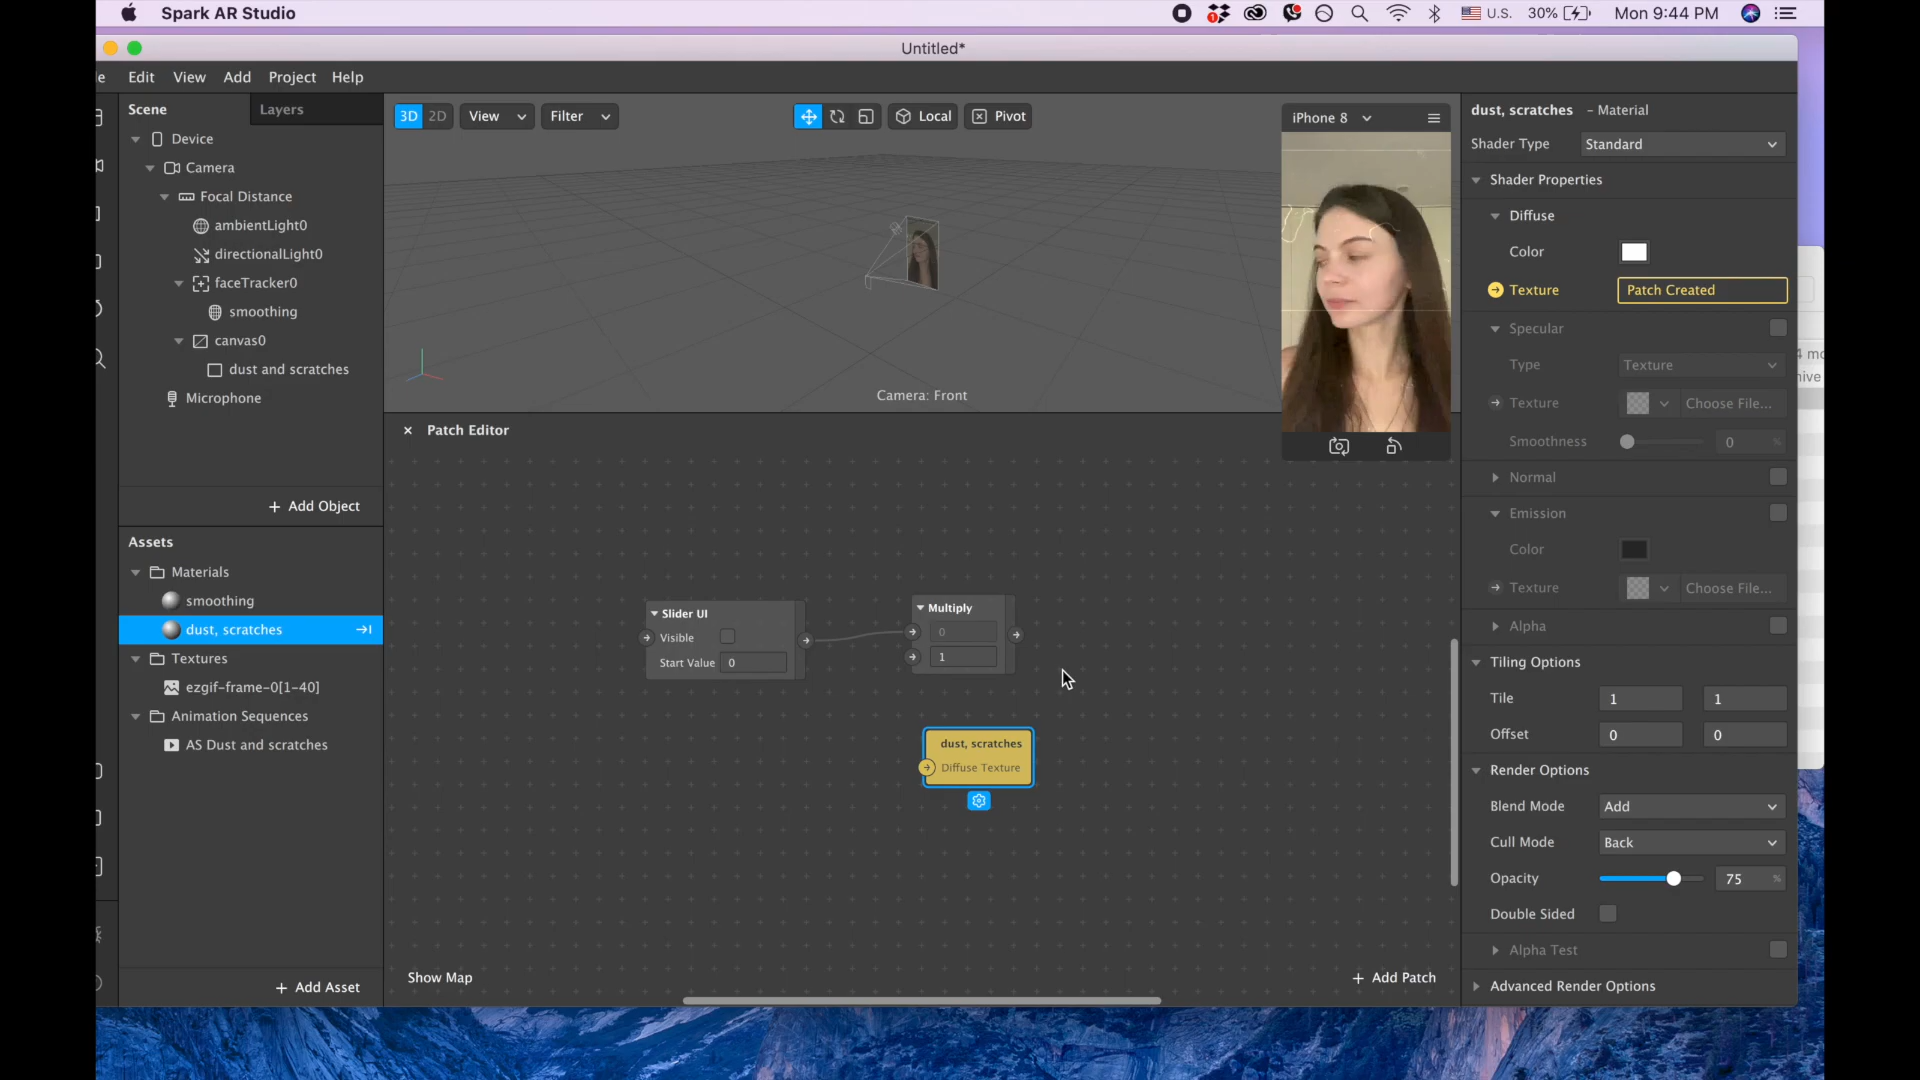 Spark AR Studio
1
U.S.
30%
Mon 9:44 PM
Untitled*
Edit View Add Project Help
Scene
Layers
Device
Camera
Focal Distance
ambientLight0
directionalLight0
faceTracker0
smoothing
canvas0
dust and scratches
Microphone
+ Add Object
Assets
Materials
smoothing
dust, scratches
Textures
ezgif-frame-0[1-40]
Animation Sequences
AS Dust and scratches
+ Add Asset
3D 2D View Filter Local Pivot
Camera: Front
iPhone 8
× Patch Editor
Slider UI
Visible
Start Value 0
Multiply
0
1
dust, scratches
Diffuse Texture
Show Map
+ Add Patch
dust, scratches - Material
Shader Type Standard
Shader Properties
Diffuse
Color
Texture Patch Created
Specular
Type Texture
Texture Choose File...
Smoothness 0 %
Normal
Emission
Color
Texture Choose File...
Alpha
Tiling Options
Tile 1 1
Offset 0 0
Render Options
Blend Mode Add
Cull Mode Back
Opacity 75 %
Double Sided
Alpha Test
Advanced Render Options